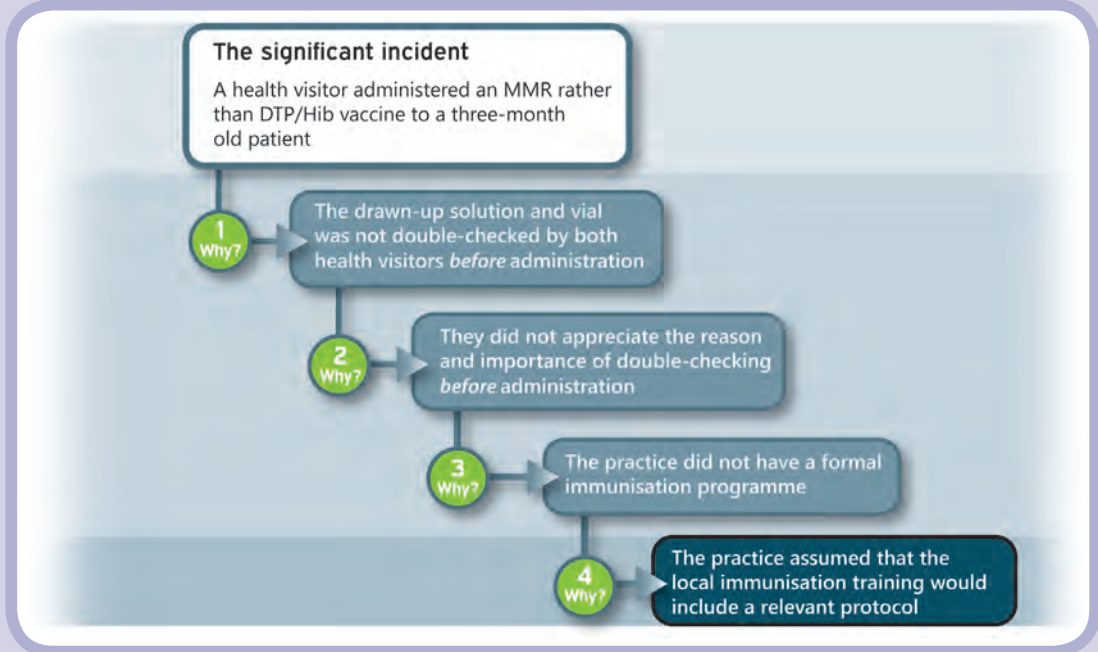 The significant incident
A health visitor administered an MMR rather
than DTP/Hib vaccine to a three-month
old patient
1
Why?
The drawn-up solution and vial
was not double-checked by both
health visitors before administration
2
Why?
They did not appreciate the reason
and importance of double-checking
before administration
3
Why?
The practice did not have a formal
immunisation programme
4
Why?
The practice assumed that the
local immunisation training would
include a relevant protocol